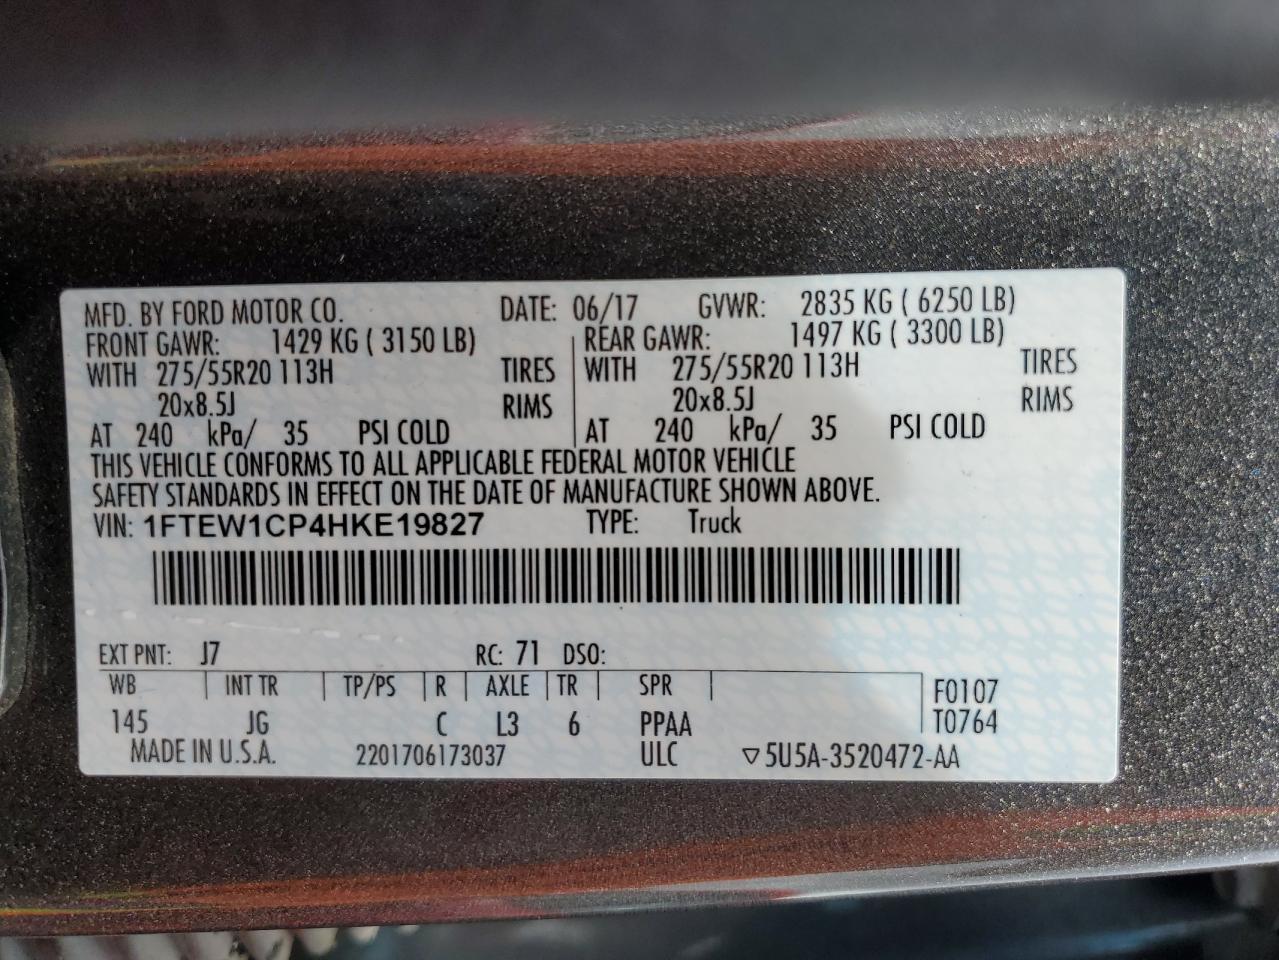 MFD. BY FORD MOTOR CO. DATE: 06/17 GVWR: 2835 KG ( 6250 LB)
FRONT GAWR: 1429 KG ( 3150 LB) REAR GAWR: 1497 KG ( 3300 LB)
WITH 275/55R20 113H TIRES WITH 275/55R20 113H TIRES
20x8.5J RIMS 20x8.5J RIMS
AT 240 kPa/ 35 PSI COLD AT 240 kPa/ 35 PSI COLD
THIS VEHICLE CONFORMS TO ALL APPLICABLE FEDERAL MOTOR VEHICLE
SAFETY STANDARDS IN EFFECT ON THE DATE OF MANUFACTURE SHOWN ABOVE.
VIN: 1FTEW1CP4HKE19827 TYPE: Truck
EXT PNT: J7 RC: 71 DSO:
WB INT TR TP/PS R AXLE TR SPR F0107
145 JG C L3 6 PPAA T0764
MADE IN U.S.A. 2201706173037 ULC ▽5U5A-3520472-AA